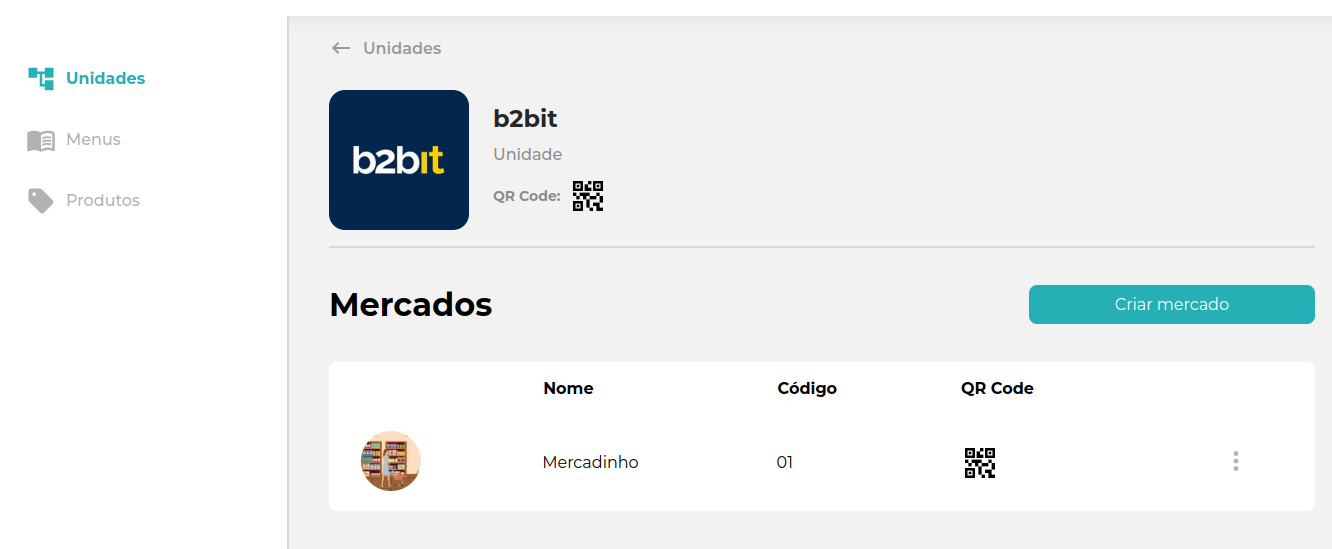 Unidades
Menus
Produtos
Unidades
b2bit
b2bit
Unidade
QR Code:
Mercados
Criar mercado
Nome Código QR Code
Mercadinho 01